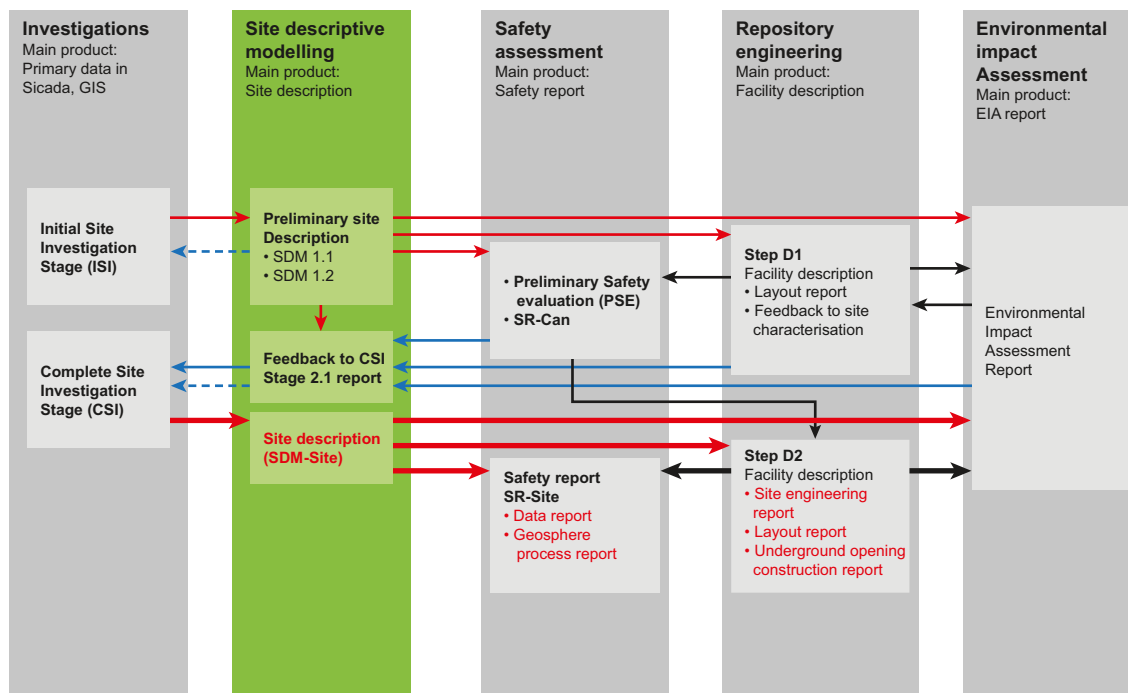 Investigations
Main product:
Primary data in
Sicada, GIS
Site descriptive
modelling
Main product:
Site description
Safety
assessment
Main product:
Safety report
Repository
engineering
Main product:
Facility description
Environmental
impact
Assessment
Main product:
EIA report
Initial Site
Investigation
Stage (ISI)
Preliminary site
Description
• SDM 1.1
• SDM 1.2
• Preliminary Safety
evaluation (PSE)
• SR-Can
Step D1
Facility description
• Layout report
• Feedback to site
characterisation
Environmental
Impact
Assessment
Report
Complete Site
Investigation
Stage (CSI)
Feedback to CSI
Stage 2.1 report
Site description
(SDM-Site)
Safety report
SR-Site
• Data report
• Geosphere
process report
Step D2
Facility description
• Site engineering
report
• Layout report
• Underground opening
construction report